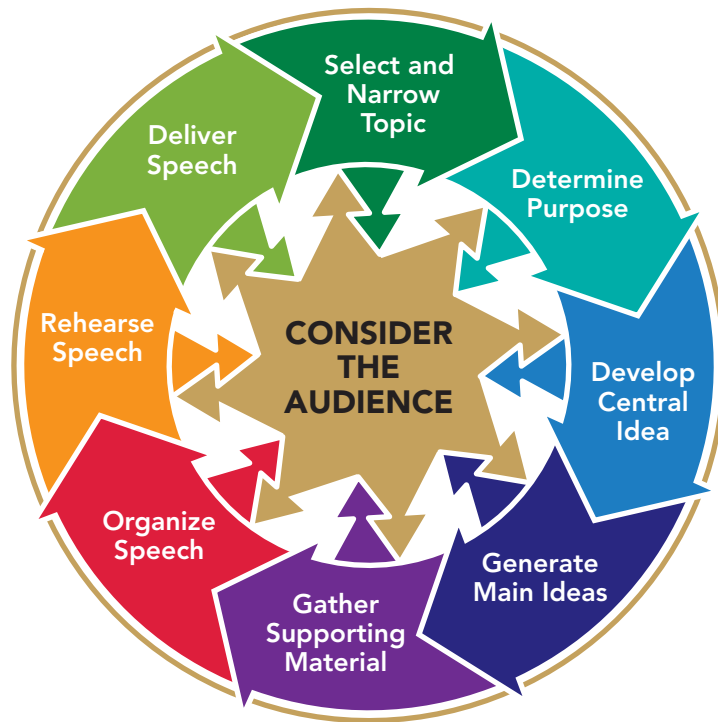 Select and
Narrow
Topic
Determine
Purpose
Develop
Central
Idea
Generate
Main Ideas
Gather
Supporting
Material
Organize
Speech
Rehearse
Speech
Deliver
Speech
CONSIDER
THE
AUDIENCE